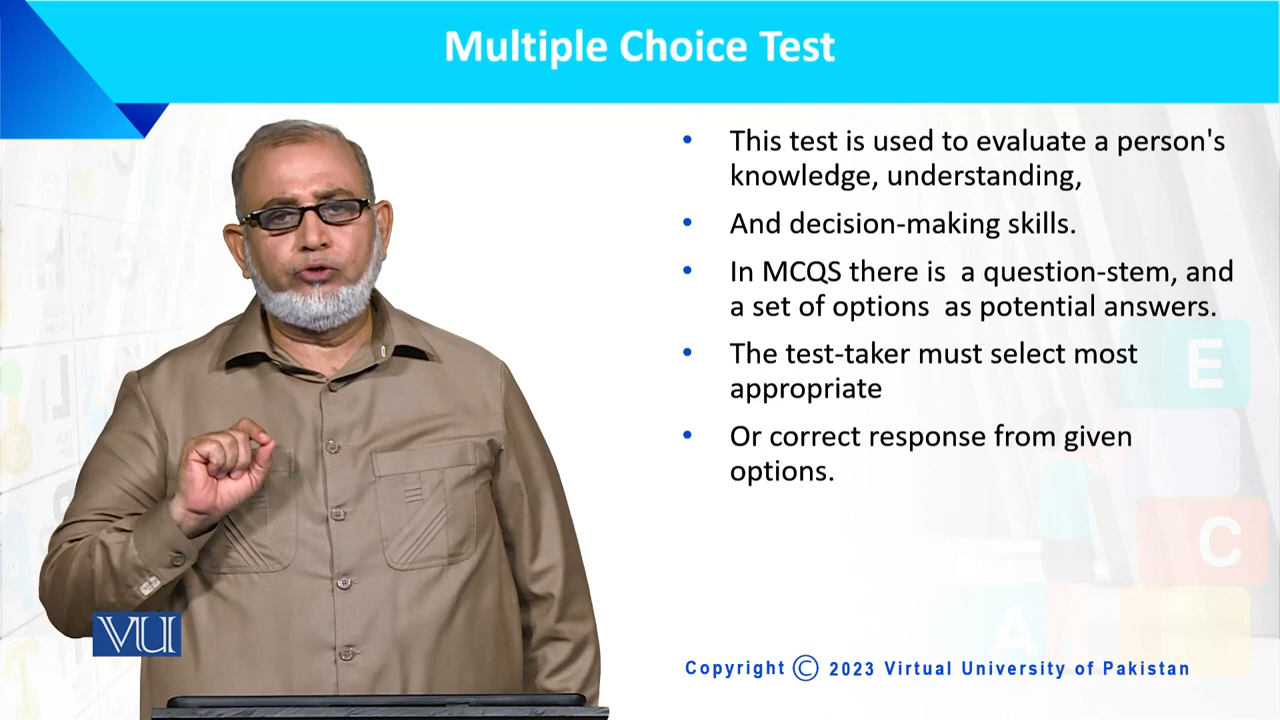 Multiple Choice Test
• This test is used to evaluate a person's
knowledge, understanding,
• And decision-making skills.
• In MCQS there is  a question-stem, and
a set of options  as potential answers.
• The test-taker must select most
appropriate
• Or correct response from given
options.
E
C
A
VU
Copyright © 2023 Virtual University of Pakistan